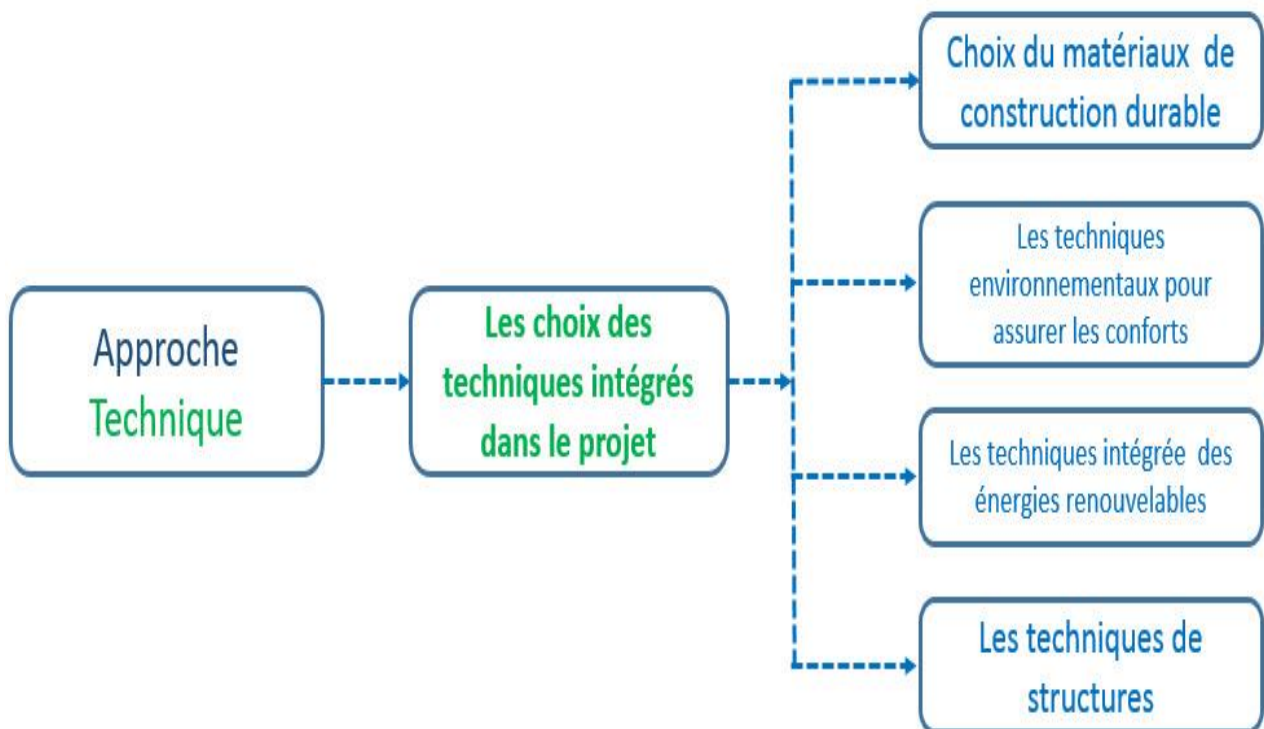 Approche
Technique
Les choix des
techniques intégrés
dans le projet
Choix du matériaux de
construction durable
Les techniques
environnementaux pour
assurer les conforts
Les techniques intégrée des
énergies renouvelables
Les techniques de
structures